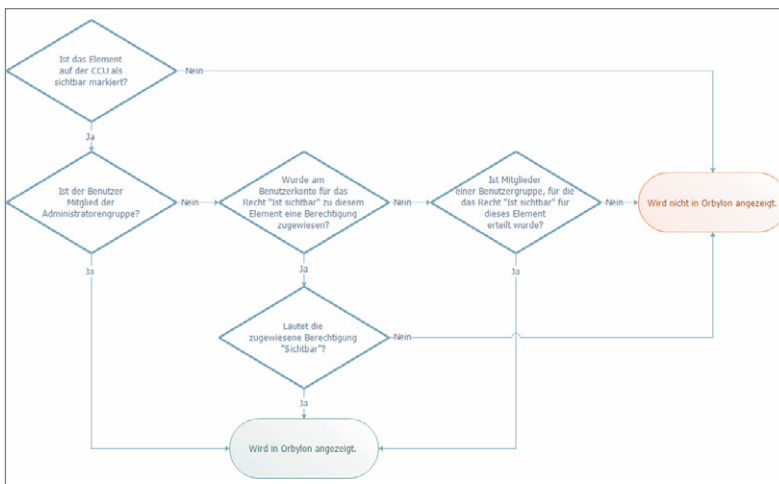 Ist das Element
auf der CCU als
sichtbar markiert?
Nein
Ja
Ist der Benutzer
Mitglied der
Administratorengruppe?
Nein
Wurde am
Benutzerkonto für das
Recht "Ist sichtbar" zu diesem
Element eine Berechtigung
zugewiesen?
Nein
Ist Mitglieder
einer Benutzergruppe, für die
das Recht "Ist sichtbar" für
dieses Element
erteilt wurde?
Nein
Wird nicht in Orbylon angezeigt.
Ja
Ja
Ja
Lautet die
zugewiesene Berechtigung
"Sichtbar"?
Nein
Ja
Wird in Orbylon angezeigt.